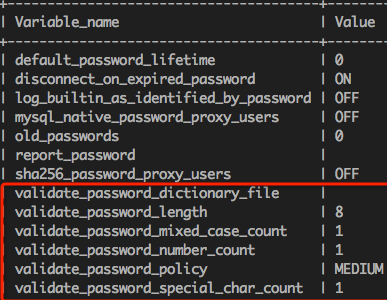 | Variable_name | Value
| default_password_lifetime | 0
| disconnect_on_expired_password | ON
| log_builtin_as_identified_by_password | OFF
| mysql_native_password_proxy_users | OFF
| old_passwords | 0
| report_password |
| sha256_password_proxy_users | OFF
validate_password_dictionary_file |
validate_password_length | 8
validate_password_mixed_case_count | 1
validate_password_number_count | 1
validate_password_policy | MEDIUM
validate_password_special_char_count | 1